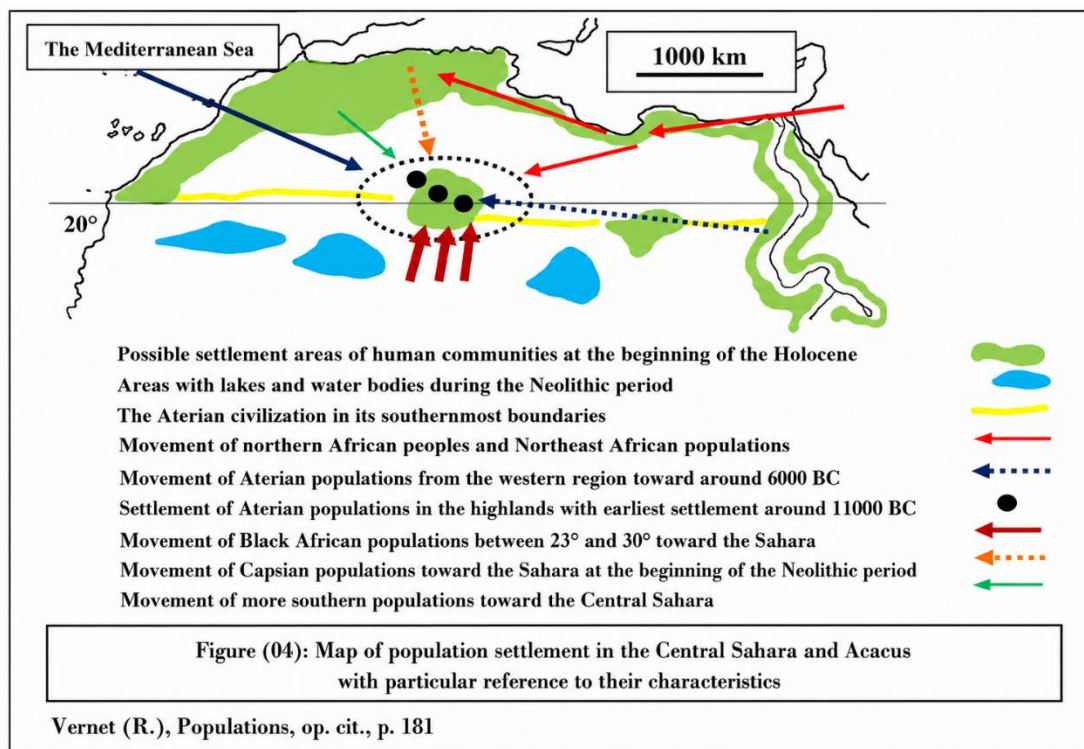 The Mediterranean Sea
1000 km
20°
Possible settlement areas of human communities at the beginning of the Holocene
Areas with lakes and water bodies during the Neolithic period
The Aterian civilization in its southernmost boundaries
Movement of northern African peoples and Northeast African populations
Movement of Aterian populations from the western region toward around 6000 BC
Settlement of Aterian populations in the highlands with earliest settlement around 11000 BC
Movement of Black African populations between 23° and 30° toward the Sahara
Movement of Capsian populations toward the Sahara at the beginning of the Neolithic period
Movement of more southern populations toward the Central Sahara
Figure (04): Map of population settlement in the Central Sahara and Acacus
with particular reference to their characteristics
Vernet (R.), Populations, op. cit., p. 181